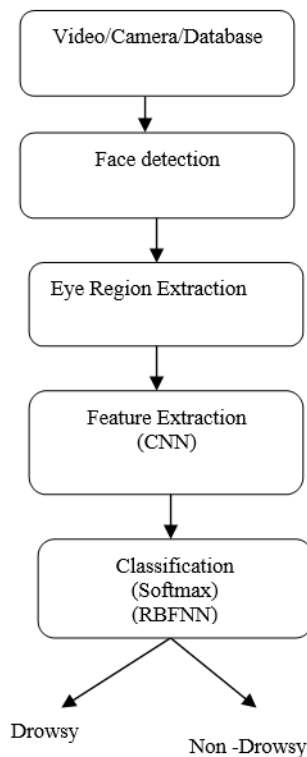 Video/Camera/Database
Face detection
Eye Region Extraction
Feature Extraction
(CNN)
Classification
(Softmax)
(RBFNN)
Drowsy
Non -Drowsy